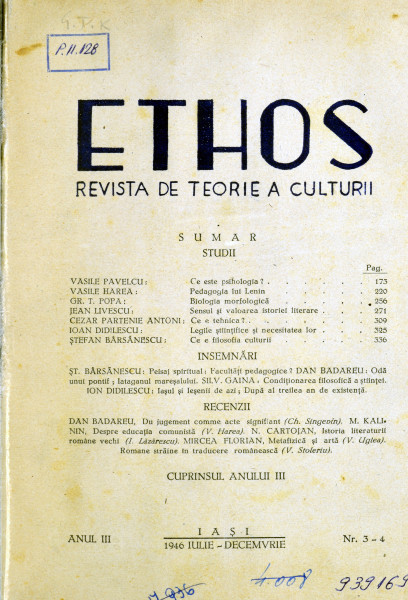 P.II.128
ETHOS
REVISTA DE TEORIE A CULTURII
SUMAR
STUDII
Pag.
VASILE PAVELCU: Ce este psihologia? . . . . . . 173
VASILE HAREA: Pedagogia lui Lenin . . . . . . 220
GR. T. POPA: Biologia morfologică . . . . . . 256
JEAN LIVESCU: Sensul și valoarea istoriei literare . . . 271
CEZAR PARTENIE ANTONI: Ce e tehnica? . . . . . . 309
IOAN DIDILESCU: Legile științifice și necesitatea lor . . . 325
ȘTEFAN BÂRSĂNESCU: Ce e filosofia culturii . . . . 336
INSEMNĂRI
ȘT. BÂRSĂNESCU: Peisaj spiritual: Facultăți pedagogice? DAN BADAREU: Odă
unui pontif; Iataganul mareșalului. SILV. GAINA: Condiționarea filosofică a științei.
ION DIDILESCU: Iașul și Ieșenii de azi; După al treilea an de existență.
RECENZII
DAN BADAREU, Du jugement comme acte signifiant (Ch. Singevin). M. KALI-
NIN, Despre educația comunistă (V. Harea). N. CARTOJAN, Istoria literaturii
române vechi (I. Lăzărescu). MIRCEA FLORIAN, Metafizică și artă (V. Uglea).
Romane străine în traducere românească (V. Stoleriu).
CUPRINSUL ANULUI III
ANUL III
IAȘI
1946 IULIE-DECEMVRIE
Nr. 3-4
939169